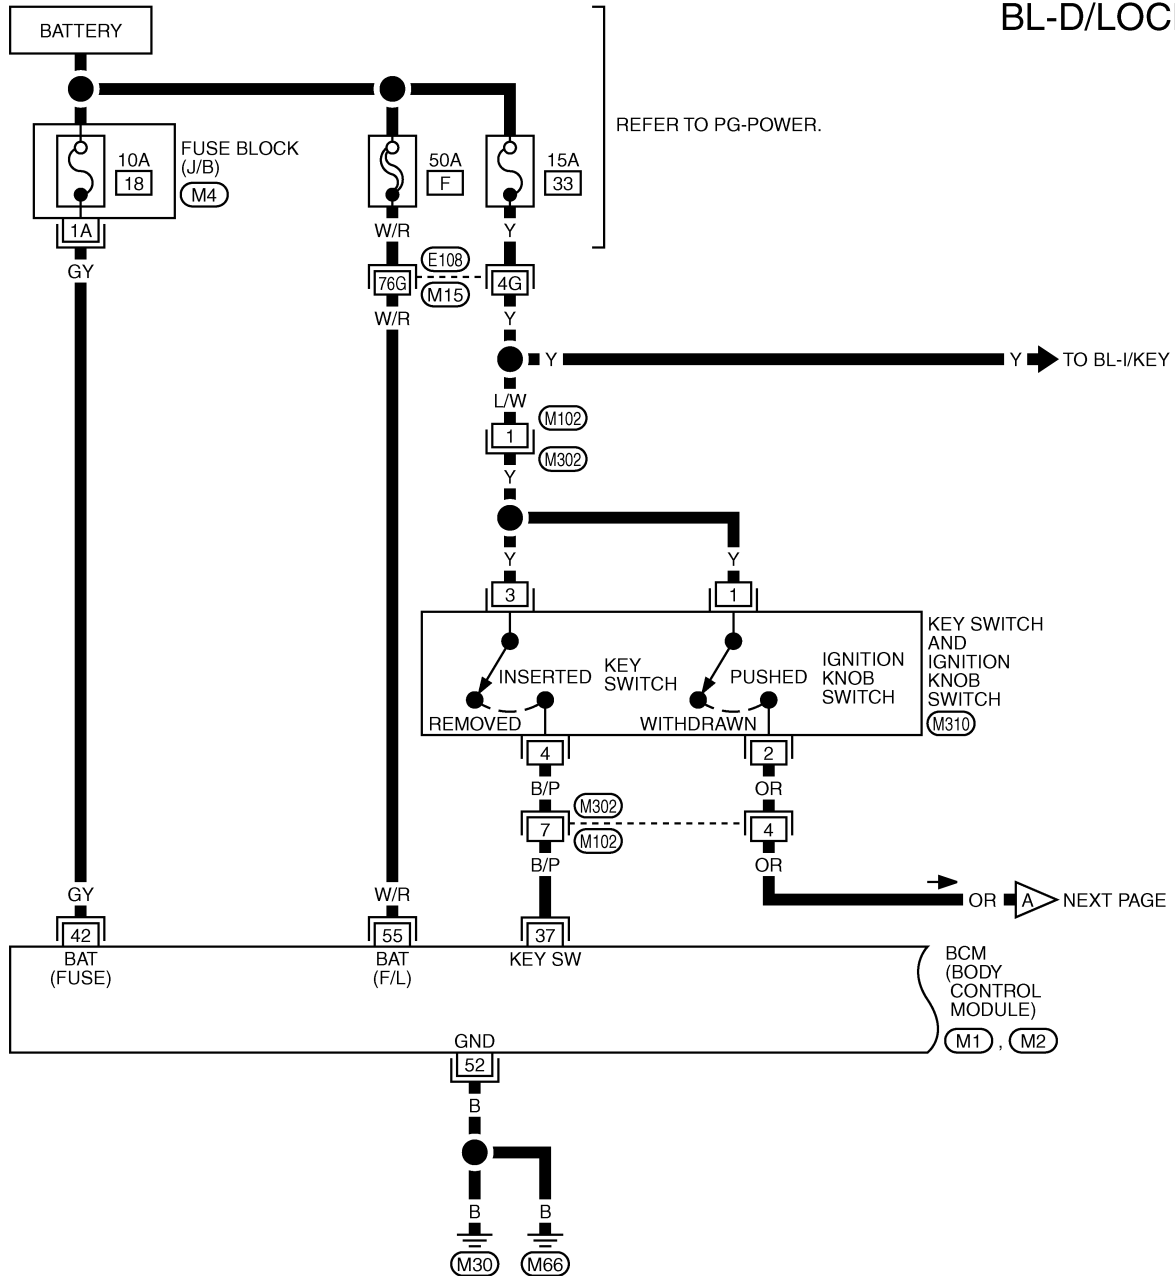 BL-D/LOC
BATTERY
REFER TO PG-POWER.
10A
18
FUSE BLOCK
(J/B)
M4
50A
F
15A
33
1A
W/R
Y
GY
E108
76G
4G
M15
W/R
Y
Y
Y
TO BL-I/KEY
L/W
M102
1
M302
Y
Y
Y
3
1
KEY SWITCH
AND
IGNITION
KNOB
SWITCH
M310
INSERTED
KEY
SWITCH
PUSHED
IGNITION
KNOB
SWITCH
REMOVED
WITHDRAWN
4
2
B/P
OR
M302
7
4
M102
B/P
OR
GY
W/R
OR
A
NEXT PAGE
42
55
37
BAT
(FUSE)
BAT
(F/L)
KEY SW
BCM
(BODY
CONTROL
MODULE)
M1 , M2
GND
52
B
B
B
M30
M66